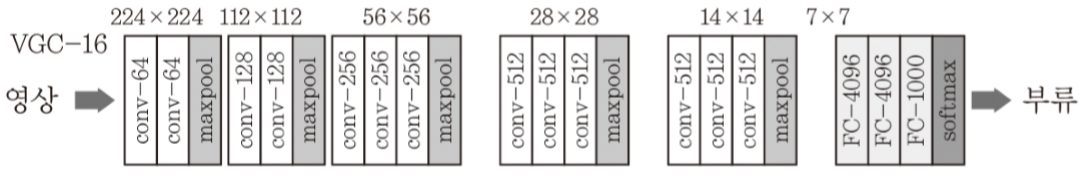 224×224 112×112 56×56 28×28 14×14 7×7
VGC-16
영상
conv-64
conv-64
maxpool
conv-128
conv-128
maxpool
conv-256
conv-256
conv-256
maxpool
conv-512
conv-512
conv-512
maxpool
conv-512
conv-512
conv-512
maxpool
FC-4096
FC-4096
FC-1000
softmax
부류